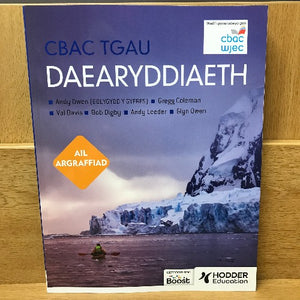 cbac
wjec
CBAC TGAU
DAEARYDDIAETH
▪ Andy Owen (GOLYGYDD Y GYFRES) ▪ Gregg Coleman
▪ Val Davis ▪ Bob Digby ▪ Andy Leeder ▪ Glyn Owen
AIL
ARGRAFFIAD
Boost
HODDER
Education